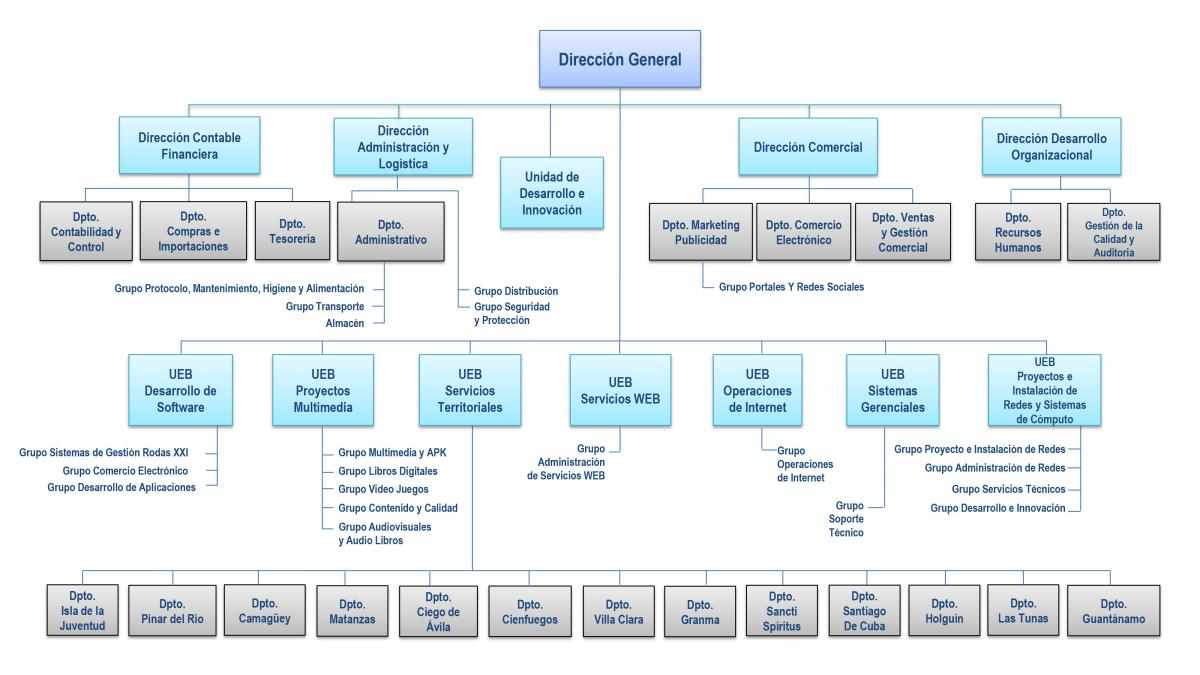 Dirección General
Dirección Contable
Financiera
Dirección
Administración y
Logística
Unidad de
Desarrollo e
Innovación
Dirección Comercial
Dirección Desarrollo
Organizacional
Dpto.
Contabilidad y
Control
Dpto.
Compras e
Importaciones
Dpto.
Tesoreria
Dpto.
Administrativo
Dpto. Marketing
Publicidad
Dpto. Comercio
Electrónico
Dpto. Ventas
y Gestión
Comercial
Dpto.
Recursos
Humanos
Dpto.
Gestión de la
Calidad y
Auditoria
Grupo Protocolo, Mantenimiento, Higiene y Alimentación
Grupo Transporte
Almacén
Grupo Distribución
Grupo Seguridad
y Protección
Grupo Portales Y Redes Sociales
UEB
Desarrollo de
Software
UEB
Proyectos
Multimedia
UEB
Servicios
Territoriales
UEB
Servicios WEB
UEB
Operaciones
de Internet
UEB
Sistemas
Gerenciales
UEB
Proyectos e
Instalación de
Redes y Sistemas
de Cómputo
Grupo Sistemas de Gestión Rodas XXI
Grupo Comercio Electrónico
Grupo Desarrollo de Aplicaciones
Grupo Multimedia y APK
Grupo Libros Digitales
Grupo Video Juegos
Grupo Contenido y Calidad
Grupo Audiovisuales
y Audio Libros
Grupo
Administración
de Servicios WEB
Grupo
Operaciones
de Internet
Grupo
Soporte
Técnico
Grupo Proyecto e Instalación de Redes
Grupo Administración de Redes
Grupo Servicios Técnicos
Grupo Desarrollo e Innovación
Dpto.
Isla de la
Juventud
Dpto.
Pinar del Río
Dpto.
Camagüey
Dpto.
Matanzas
Dpto.
Ciego de
Ávila
Dpto.
Cienfuegos
Dpto.
Villa Clara
Dpto.
Granma
Dpto.
Sancti
Spíritus
Dpto.
Santiago
De Cuba
Dpto.
Holguin
Dpto.
Las Tunas
Dpto.
Guantánamo